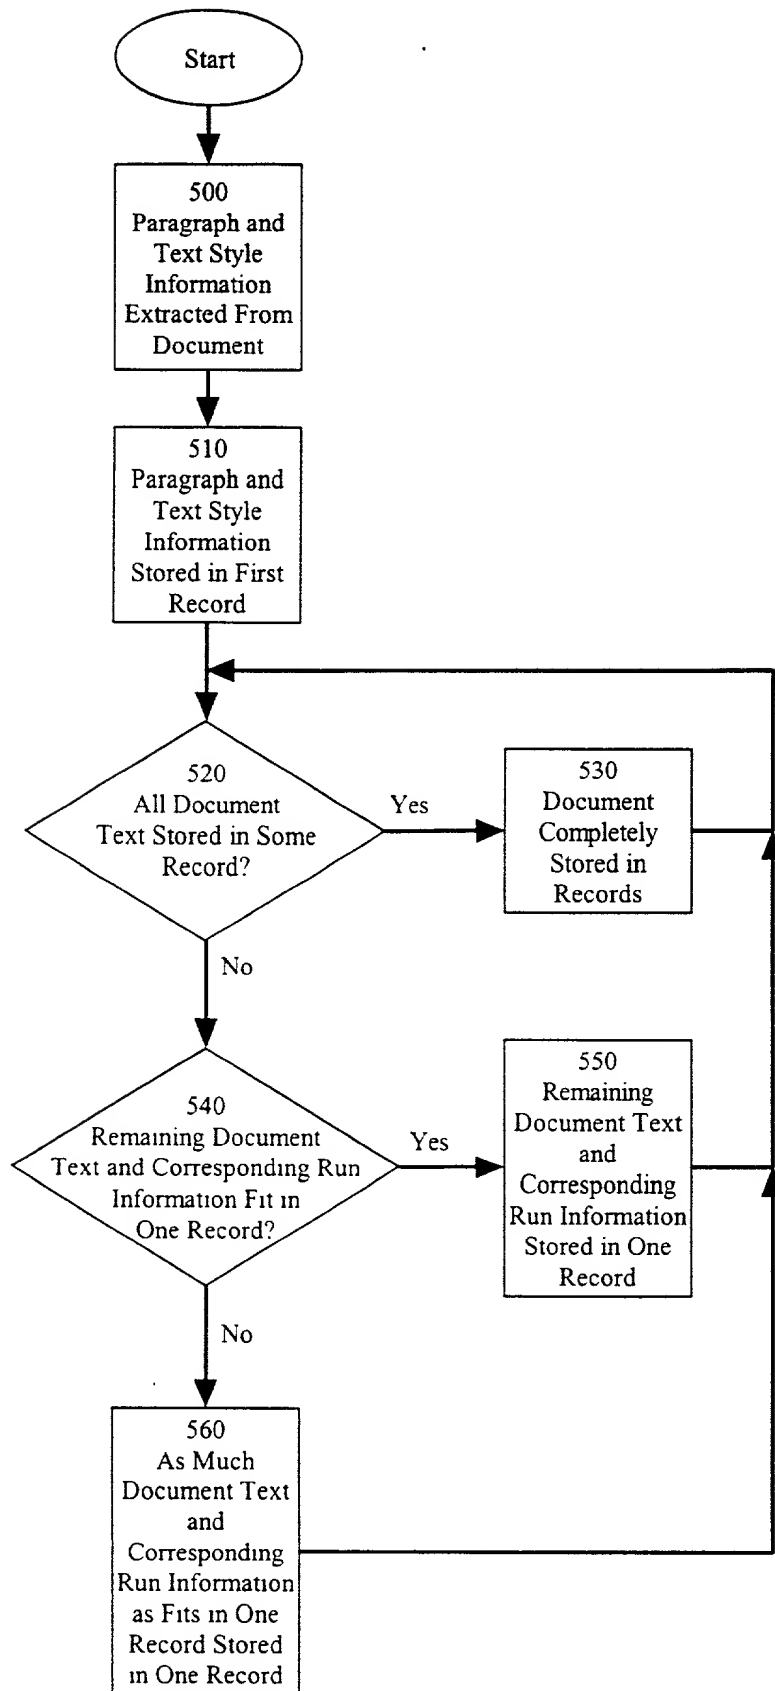 Start
500
Paragraph and
Text Style
Information
Extracted From
Document
510
Paragraph and
Text Style
Information
Stored in First
Record
520
All Document
Text Stored in Some
Record?
Yes
530
Document
Completely
Stored in
Records
No
540
Remaining Document
Text and Corresponding Run
Information Fit in
One Record?
Yes
550
Remaining
Document Text
and
Corresponding
Run Information
Stored in One
Record
No
560
As Much
Document Text
and
Corresponding
Run Information
as Fits in One
Record Stored
in One Record